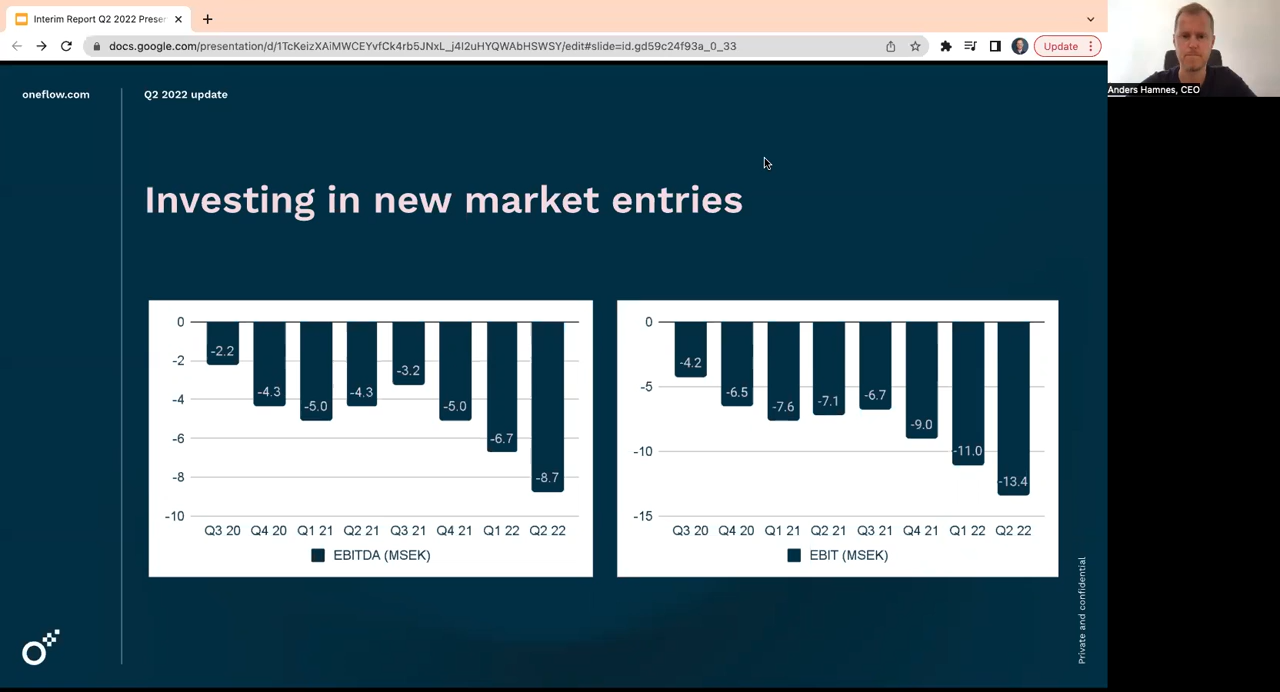 Interim Report Q2 2022 Presen
docs.google.com/presentation/d/1TcKeizXAiMWCEYvfCk4rb5JNxL_j4I2uHYQWAbHSWSY/edit#slide=id.gd59c24f93a_0_33
Update
Anders Hamnes, CEO
oneflow.com
Q2 2022 update
Investing in new market entries
0
-2
-4
-6
-8
-10
-2.2
-4.3
-5.0
-4.3
-3.2
-5.0
-6.7
-8.7
Q3 20 Q4 20 Q1 21 Q2 21 Q3 21 Q4 21 Q1 22 Q2 22
EBITDA (MSEK)
0
-5
-10
-15
-4.2
-6.5
-7.6
-7.1
-6.7
-9.0
-11.0
-13.4
Q3 20 Q4 20 Q1 21 Q2 21 Q3 21 Q4 21 Q1 22 Q2 22
EBIT (MSEK)
Private and confidential